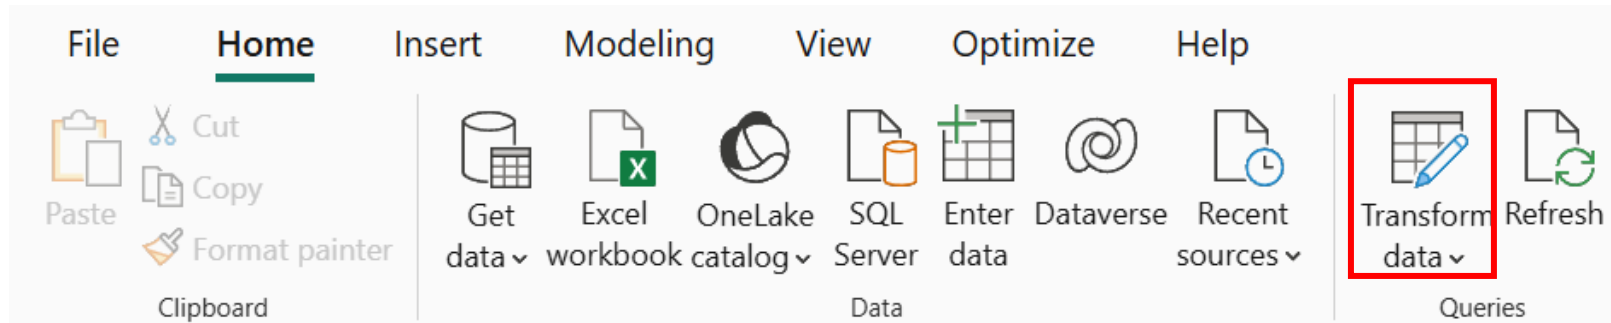 File Home Insert Modeling View Optimize Help
Paste
Cut
Copy
Format painter
Clipboard
Get
data
Excel
workbook
OneLake
catalog
SQL
Server
Enter
data
Dataverse
Recent
sources
Data
Transform
data
Refresh
Queries